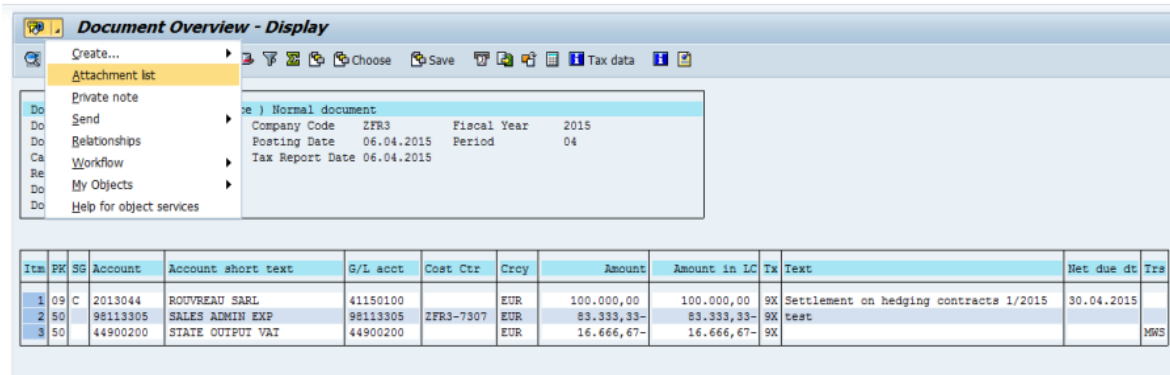 Document Overview - Display
Create...
Choose Save Tax data
Attachment list
Private note
Do e ) Normal document
Send
Do Company Code ZFR3 Fiscal Year 2015
Relationships
Do Posting Date 06.04.2015 Period 04
Workflow
Ca Tax Report Date 06.04.2015
Re
My Objects
Do
Help for object services
Do
Itm PK SG Account Account short text G/L acct Cost Ctr Crcy Amount Amount in LC Tx Text Net due dt Trs
1 09 C 2013044 ROUVREAU SARL 41150100 EUR 100.000,00 100.000,00 9X Settlement on hedging contracts 1/2015 30.04.2015
2 50 98113305 SALES ADMIN EXP 98113305 ZFR3-7307 EUR 83.333,33- 83.333,33- 9X test
3 50 44900200 STATE OUTPUT VAT 44900200 EUR 16.666,67- 16.666,67- 9X MWS